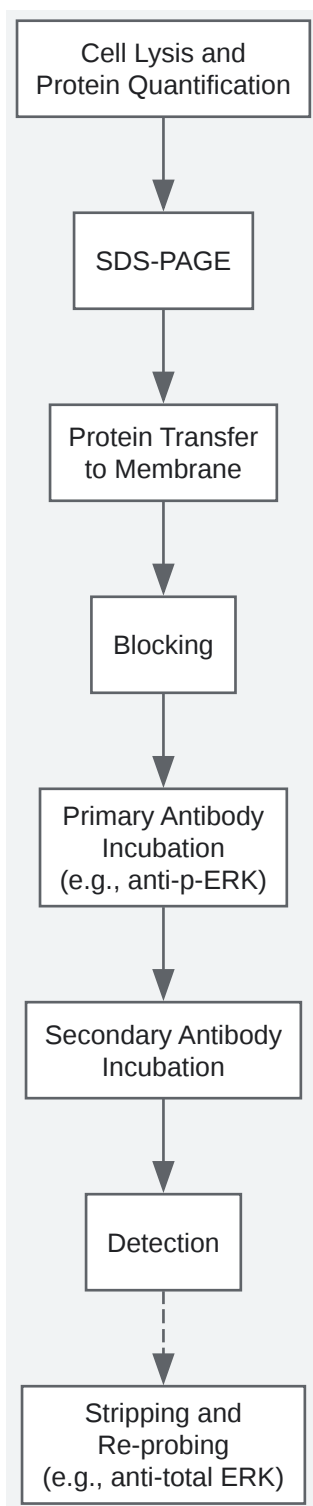 Cell Lysis and
Protein Quantification
SDS-PAGE
Protein Transfer
to Membrane
Blocking
Primary Antibody
Incubation
(e.g., anti-p-ERK)
Secondary Antibody
Incubation
Detection
Stripping and
Re-probing
(e.g., anti-total ERK)